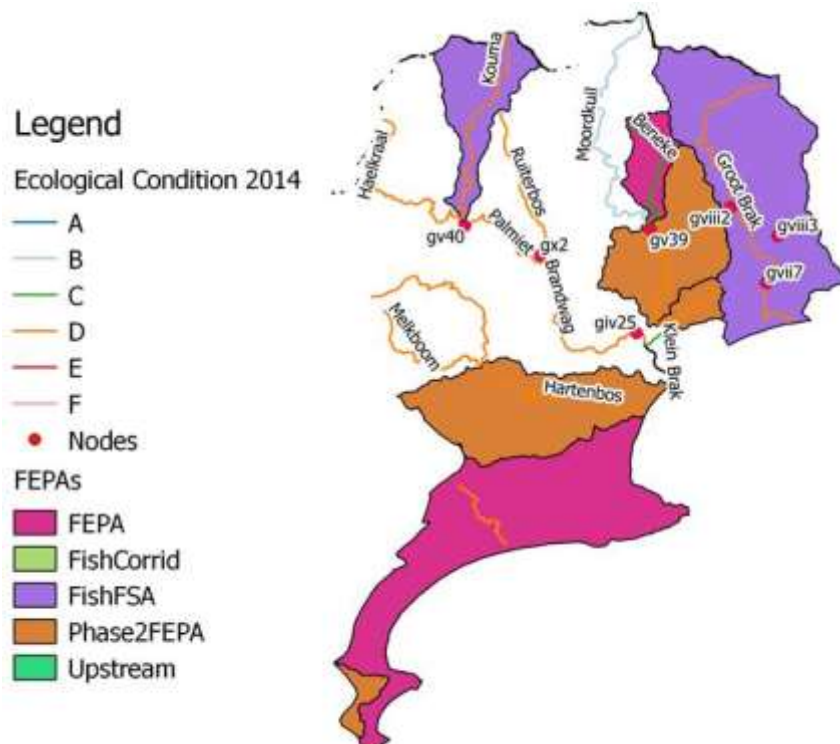 Legend
Ecological Condition 2014
A
B
C
D
E
F
Nodes
FEPAs
FEPA
FishCorrid
FishFSA
Phase2FEPA
Upstream
Kouma
Haelkraal
Ruiterbos
Moordkuil
Beneke
Groot Brak
gviii2
gviii3
gv40
Palmiet
gx2
gv39
gvii7
Brandwag
giv25
Klein Brak
Melkboom
Hartenbos